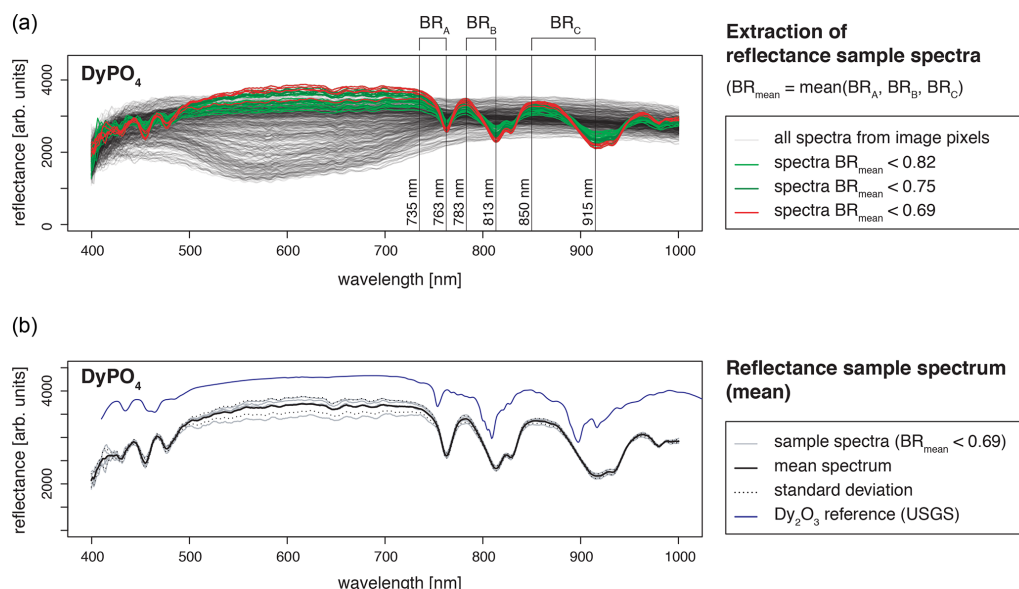 (a)
BR_A BR_B BR_C
DyPO_4
reflectance [arb. units]
4000
2000
0
735 nm
763 nm
783 nm
813 nm
850 nm
915 nm
400 500 600 700 800 900 1000
wavelength [nm]
Extraction of
reflectance sample spectra
(BR_mean = mean(BR_A, BR_B, BR_C)
all spectra from image pixels
spectra BR_mean < 0.82
spectra BR_mean < 0.75
spectra BR_mean < 0.69
(b)
DyPO_4
reflectance [arb. units]
4000
2000
400 500 600 700 800 900 1000
wavelength [nm]
Reflectance sample spectrum
(mean)
sample spectra (BR_mean < 0.69)
mean spectrum
standard deviation
Dy_2O_3 reference (USGS)